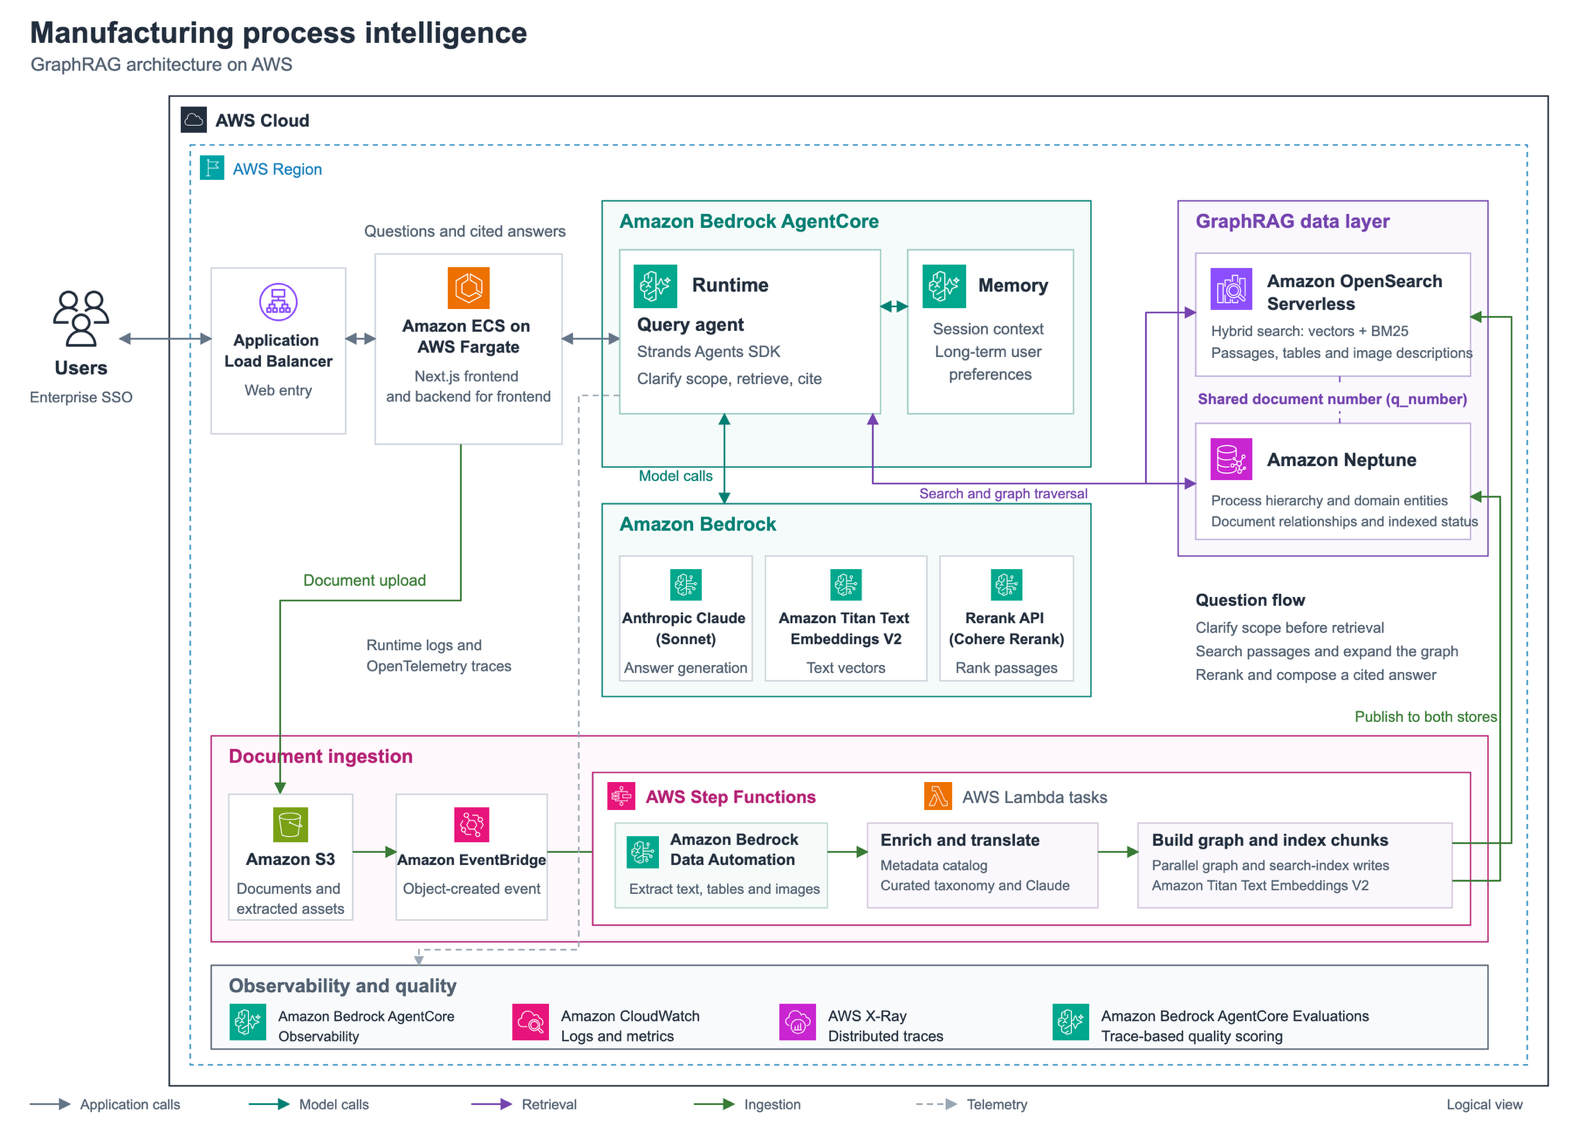 Manufacturing process intelligence
GraphRAG architecture on AWS
AWS Cloud
AWS Region
Users
Enterprise SSO
Application
Load Balancer
Web entry
Questions and cited answers
Amazon ECS on
AWS Fargate
Next.js frontend
and backend for frontend
Amazon Bedrock AgentCore
Runtime
Query agent
Strands Agents SDK
Clarify scope, retrieve, cite
Memory
Session context
Long-term user
preferences
GraphRAG data layer
Amazon OpenSearch
Serverless
Hybrid search: vectors + BM25
Passages, tables and image descriptions
Shared document number (q_number)
Amazon Neptune
Process hierarchy and domain entities
Document relationships and indexed status
Model calls
Search and graph traversal
Amazon Bedrock
Anthropic Claude
(Sonnet)
Answer generation
Amazon Titan Text
Embeddings V2
Text vectors
Rerank API
(Cohere Rerank)
Rank passages
Document upload
Runtime logs and
OpenTelemetry traces
Question flow
Clarify scope before retrieval
Search passages and expand the graph
Rerank and compose a cited answer
Publish to both stores
Document ingestion
Amazon S3
Documents and
extracted assets
Amazon EventBridge
Object-created event
AWS Step Functions
AWS Lambda tasks
Amazon Bedrock
Data Automation
Extract text, tables and images
Enrich and translate
Metadata catalog
Curated taxonomy and Claude
Build graph and index chunks
Parallel graph and search-index writes
Amazon Titan Text Embeddings V2
Observability and quality
Amazon Bedrock AgentCore
Observability
Amazon CloudWatch
Logs and metrics
AWS X-Ray
Distributed traces
Amazon Bedrock AgentCore Evaluations
Trace-based quality scoring
Application calls
Model calls
Retrieval
Ingestion
Telemetry
Logical view